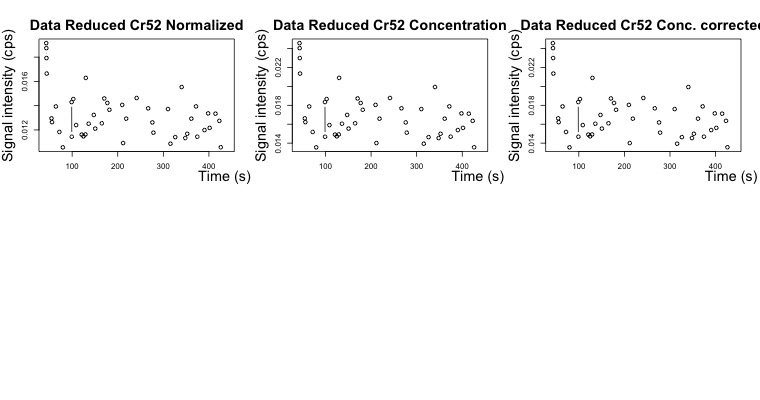 Data Reduced Cr52 Normalized
Signal intensity (cps)
0.012
0.016
100
200
300
400
Time (s)
Data Reduced Cr52 Concentration
Signal intensity (cps)
0.014
0.018
0.022
100
200
300
400
Time (s)
Data Reduced Cr52 Conc. corrected
Signal intensity (cps)
0.014
0.018
0.022
100
200
300
400
Time (s)